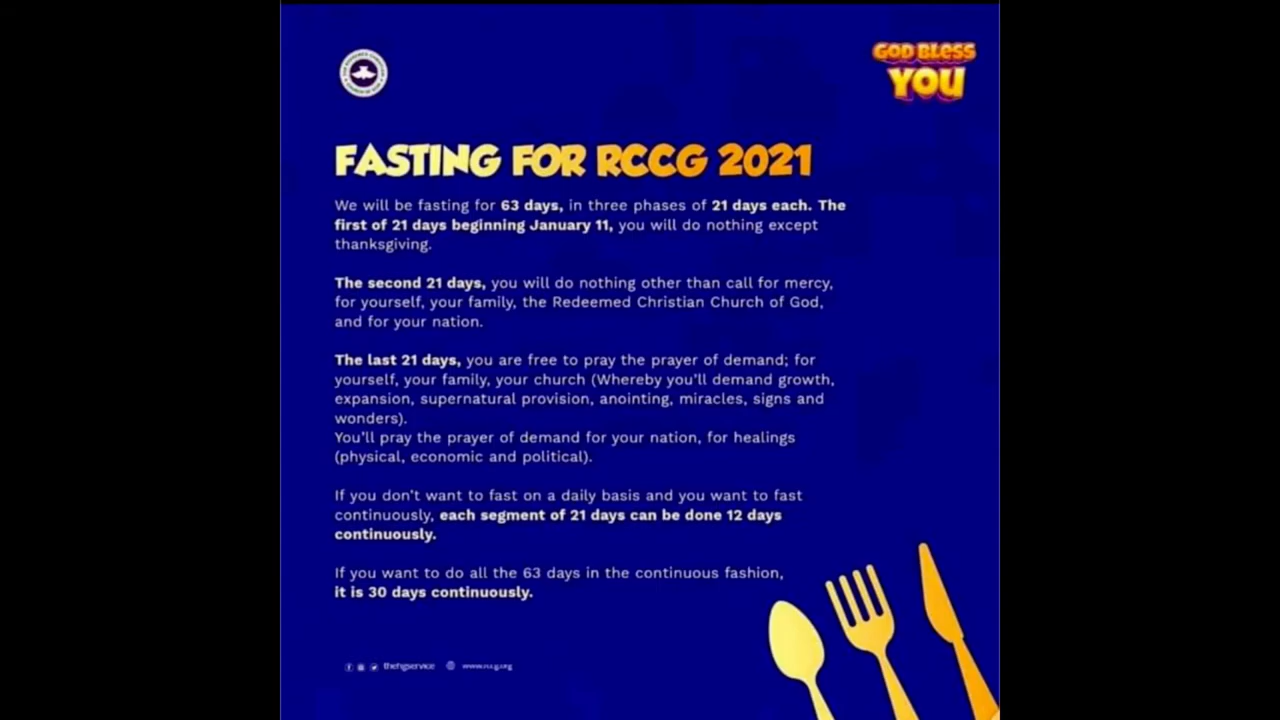 GOD BLESS
YOU
FASTING FOR RCCG 2021
We will be fasting for 63 days, in three phases of 21 days each. The
first of 21 days beginning January 11, you will do nothing except
thanksgiving.
The second 21 days, you will do nothing other than call for mercy,
for yourself, your family, the Redeemed Christian Church of God,
and for your nation.
The last 21 days, you are free to pray the prayer of demand; for
yourself, your family, your church (Whereby you'll demand growth,
expansion, supernatural provision, anointing, miracles, signs and
wonders).
You'll pray the prayer of demand for your nation, for healings
(physical, economic and political).
If you don't want to fast on a daily basis and you want to fast
continuously, each segment of 21 days can be done 12 days
continuously.
If you want to do all the 63 days in the continuous fashion,
it is 30 days continuously.
www.rccg.org